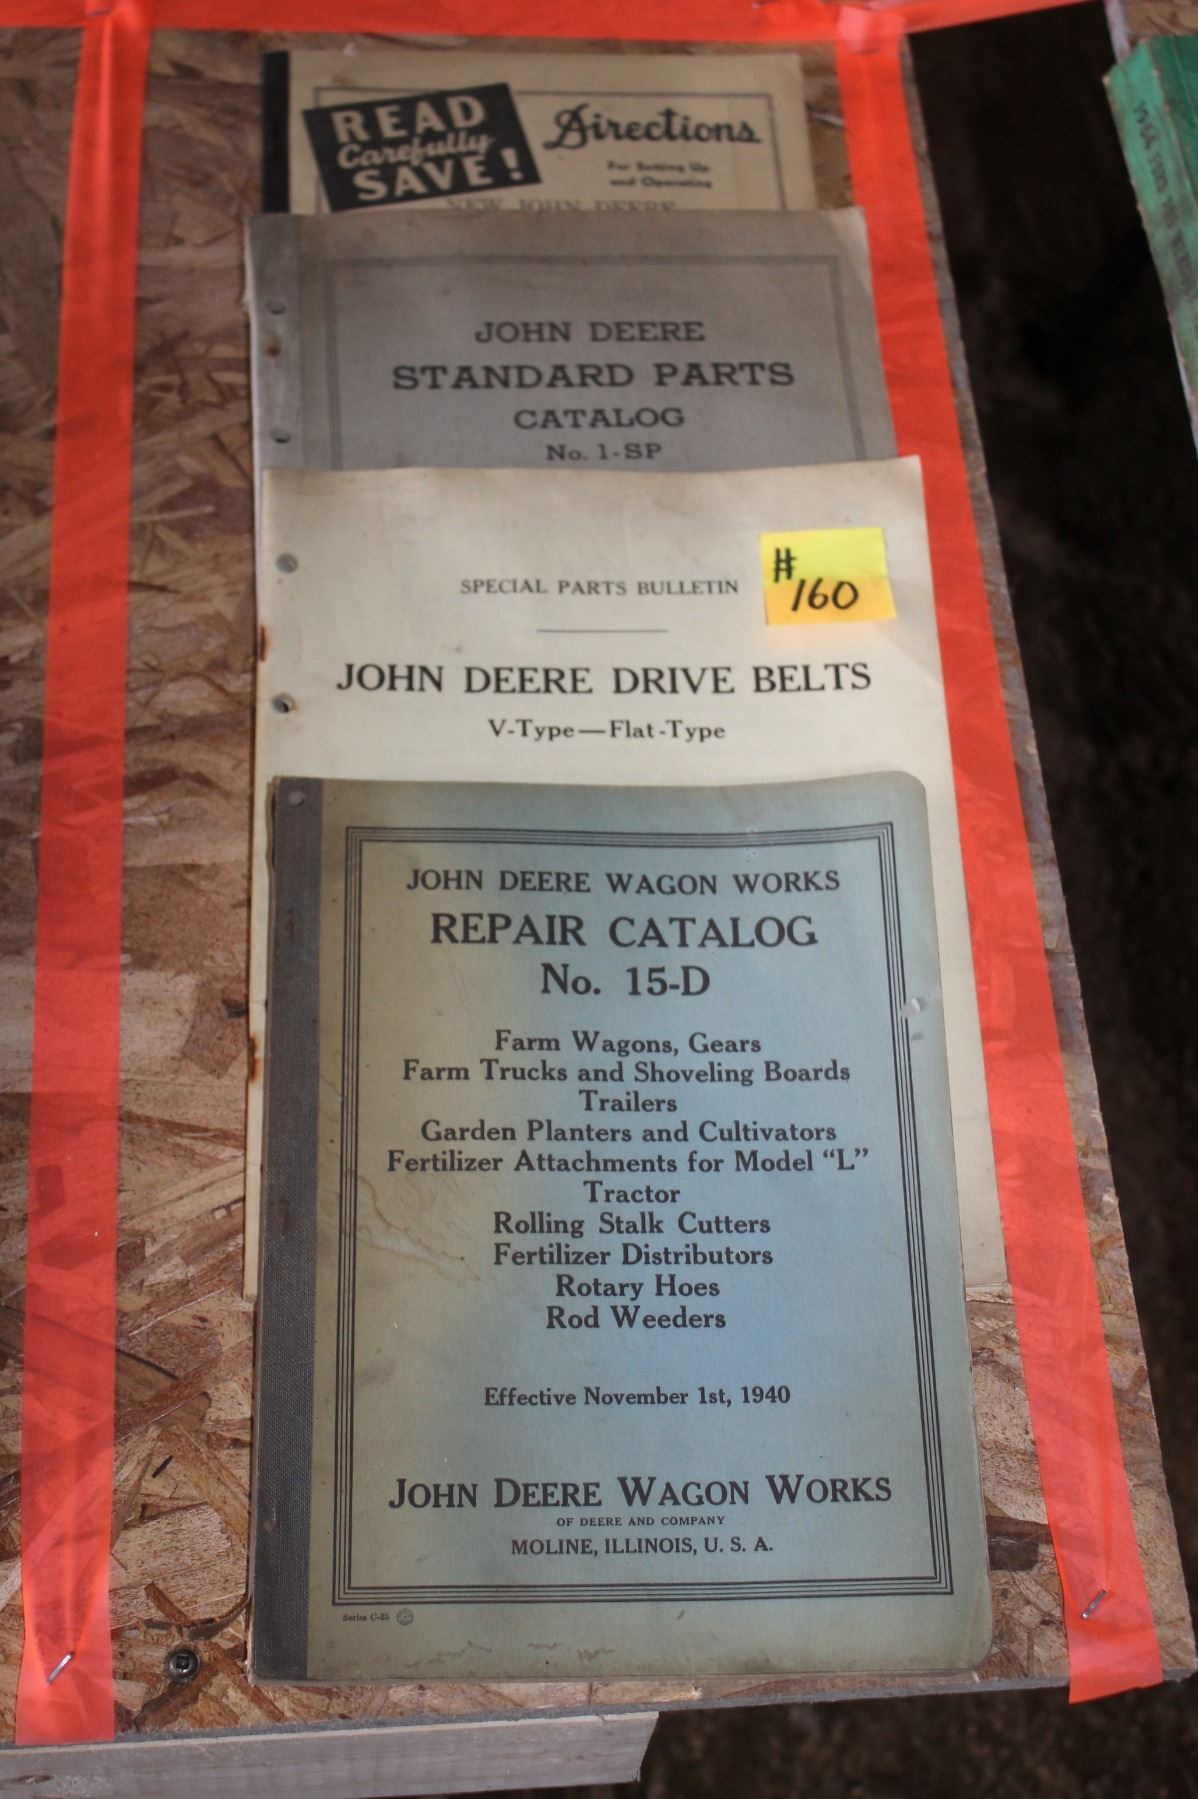 READ
Carefully
SAVE!
Directions
For Setting Up
and Operating
NEW JOHN DEERE
JOHN DEERE
STANDARD PARTS
CATALOG
No. 1-SP
SPECIAL PARTS BULLETIN
# 160
JOHN DEERE DRIVE BELTS
V-Type—Flat-Type
JOHN DEERE WAGON WORKS
REPAIR CATALOG
No. 15-D
Farm Wagons, Gears
Farm Trucks and Shoveling Boards
Trailers
Garden Planters and Cultivators
Fertilizer Attachments for Model “L”
Tractor
Rolling Stalk Cutters
Fertilizer Distributors
Rotary Hoes
Rod Weeders
Effective November 1st, 1940
JOHN DEERE WAGON WORKS
OF DEERE AND COMPANY
MOLINE, ILLINOIS, U. S. A.
Series C-25